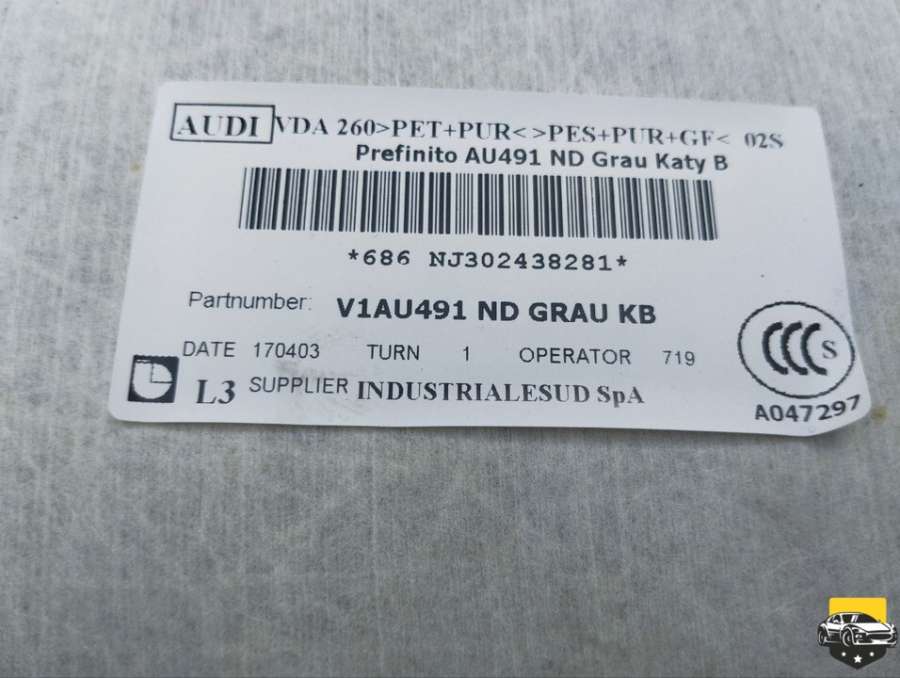 AUDI VDA 260>PET+PUR< >PES+PUR+GF< 02S
Prefinito AU491 ND Grau Katy B
*686 NJ302438281*
Partnumber: V1AU491 ND GRAU KB
DATE 170403 TURN 1 OPERATOR 719
L3 SUPPLIER INDUSTRIALESUD SpA
CCC S
A047297